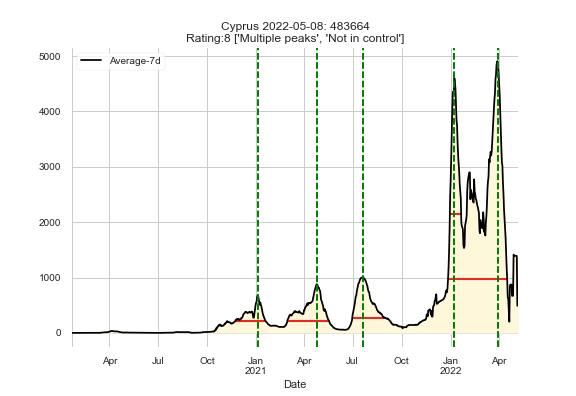 Cyprus 2022-05-08: 483664
Rating:8 ['Multiple peaks', 'Not in control']
Average-7d
5000
4000
3000
2000
1000
0
Apr Jul Oct Jan Apr Jul Oct Jan Apr
2021 2022
Date